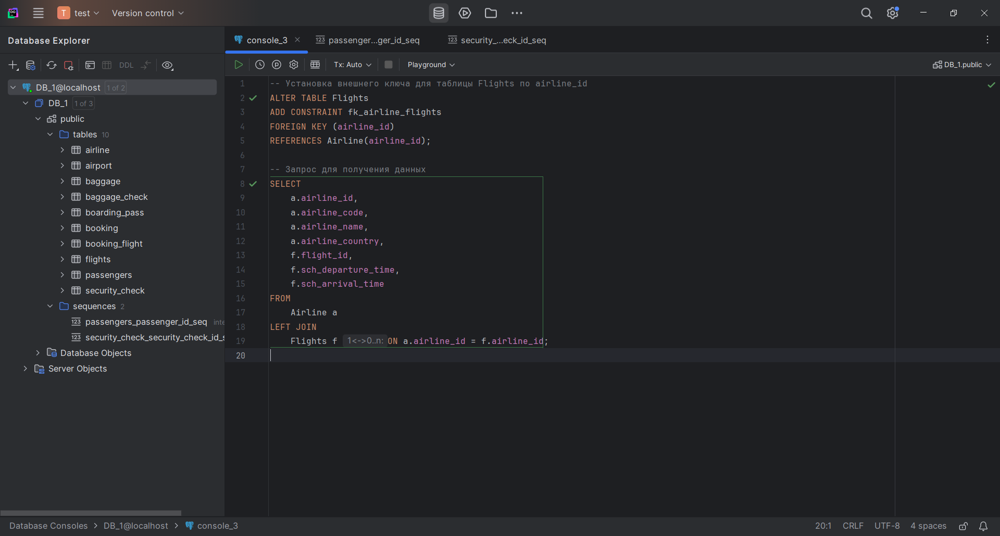 T test Version control
Database Explorer
console_3 passenger...ger_id_seq security_...eck_id_seq
DDL
Tx: Auto Playground DB_1.public
DB_1@localhost 1 of 2
DB_1 1 of 3
public
tables 10
airline
airport
baggage
baggage_check
boarding_pass
booking
booking_flight
flights
passengers
security_check
sequences 2
123 passengers_passenger_id_seq inte
123 security_check_security_check_id_s
Database Objects
Server Objects
1 -- Установка внешнего ключа для таблицы Flights по airline_id
2 ALTER TABLE Flights
3 ADD CONSTRAINT fk_airline_flights
4 FOREIGN KEY (airline_id)
5 REFERENCES Airline(airline_id);
6
7 -- Запрос для получения данных
8 SELECT
9 a.airline_id,
10 a.airline_code,
11 a.airline_name,
12 a.airline_country,
13 f.flight_id,
14 f.sch_departure_time,
15 f.sch_arrival_time
16 FROM
17 Airline a
18 LEFT JOIN
19 Flights f 1<->0..n: ON a.airline_id = f.airline_id;
20
Database Consoles > DB_1@localhost > console_3
20:1 CRLF UTF-8 4 spaces